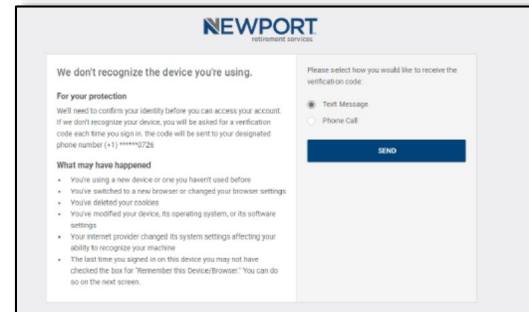 NEWPORT
retirement services
We don't recognize the device you're using.
For your protection
We'll need to confirm your identity before you can access your account.
If we don't recognize your device, you will be asked for a verification
code each time you sign in. the code will be sent to your designated
phone number (+1) ******0726
What may have happened
• You're using a new device or one you haven't used before
• You've switched to a new browser or changed your browser settings
• You've deleted your cookies
• You've modified your device, its operating system, or its software
settings
• Your internet provider changed its system settings affecting your
ability to recognize your machine
• The last time you signed in on this device you may not have
checked the box for "Remember this Device/Browser." You can do
so on the next screen.
Please select how you would like to receive the
verification code:
Text Message
Phone Call
SEND